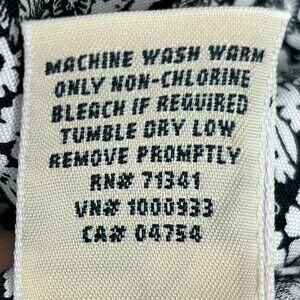 MACHINE WASH WARM
ONLY NON-CHLORINE
BLEACH IF REQUIRED
TUMBLE DRY LOW
REMOVE PROMPTLY
RN# 71341
VN# 1000933
CA# 04754